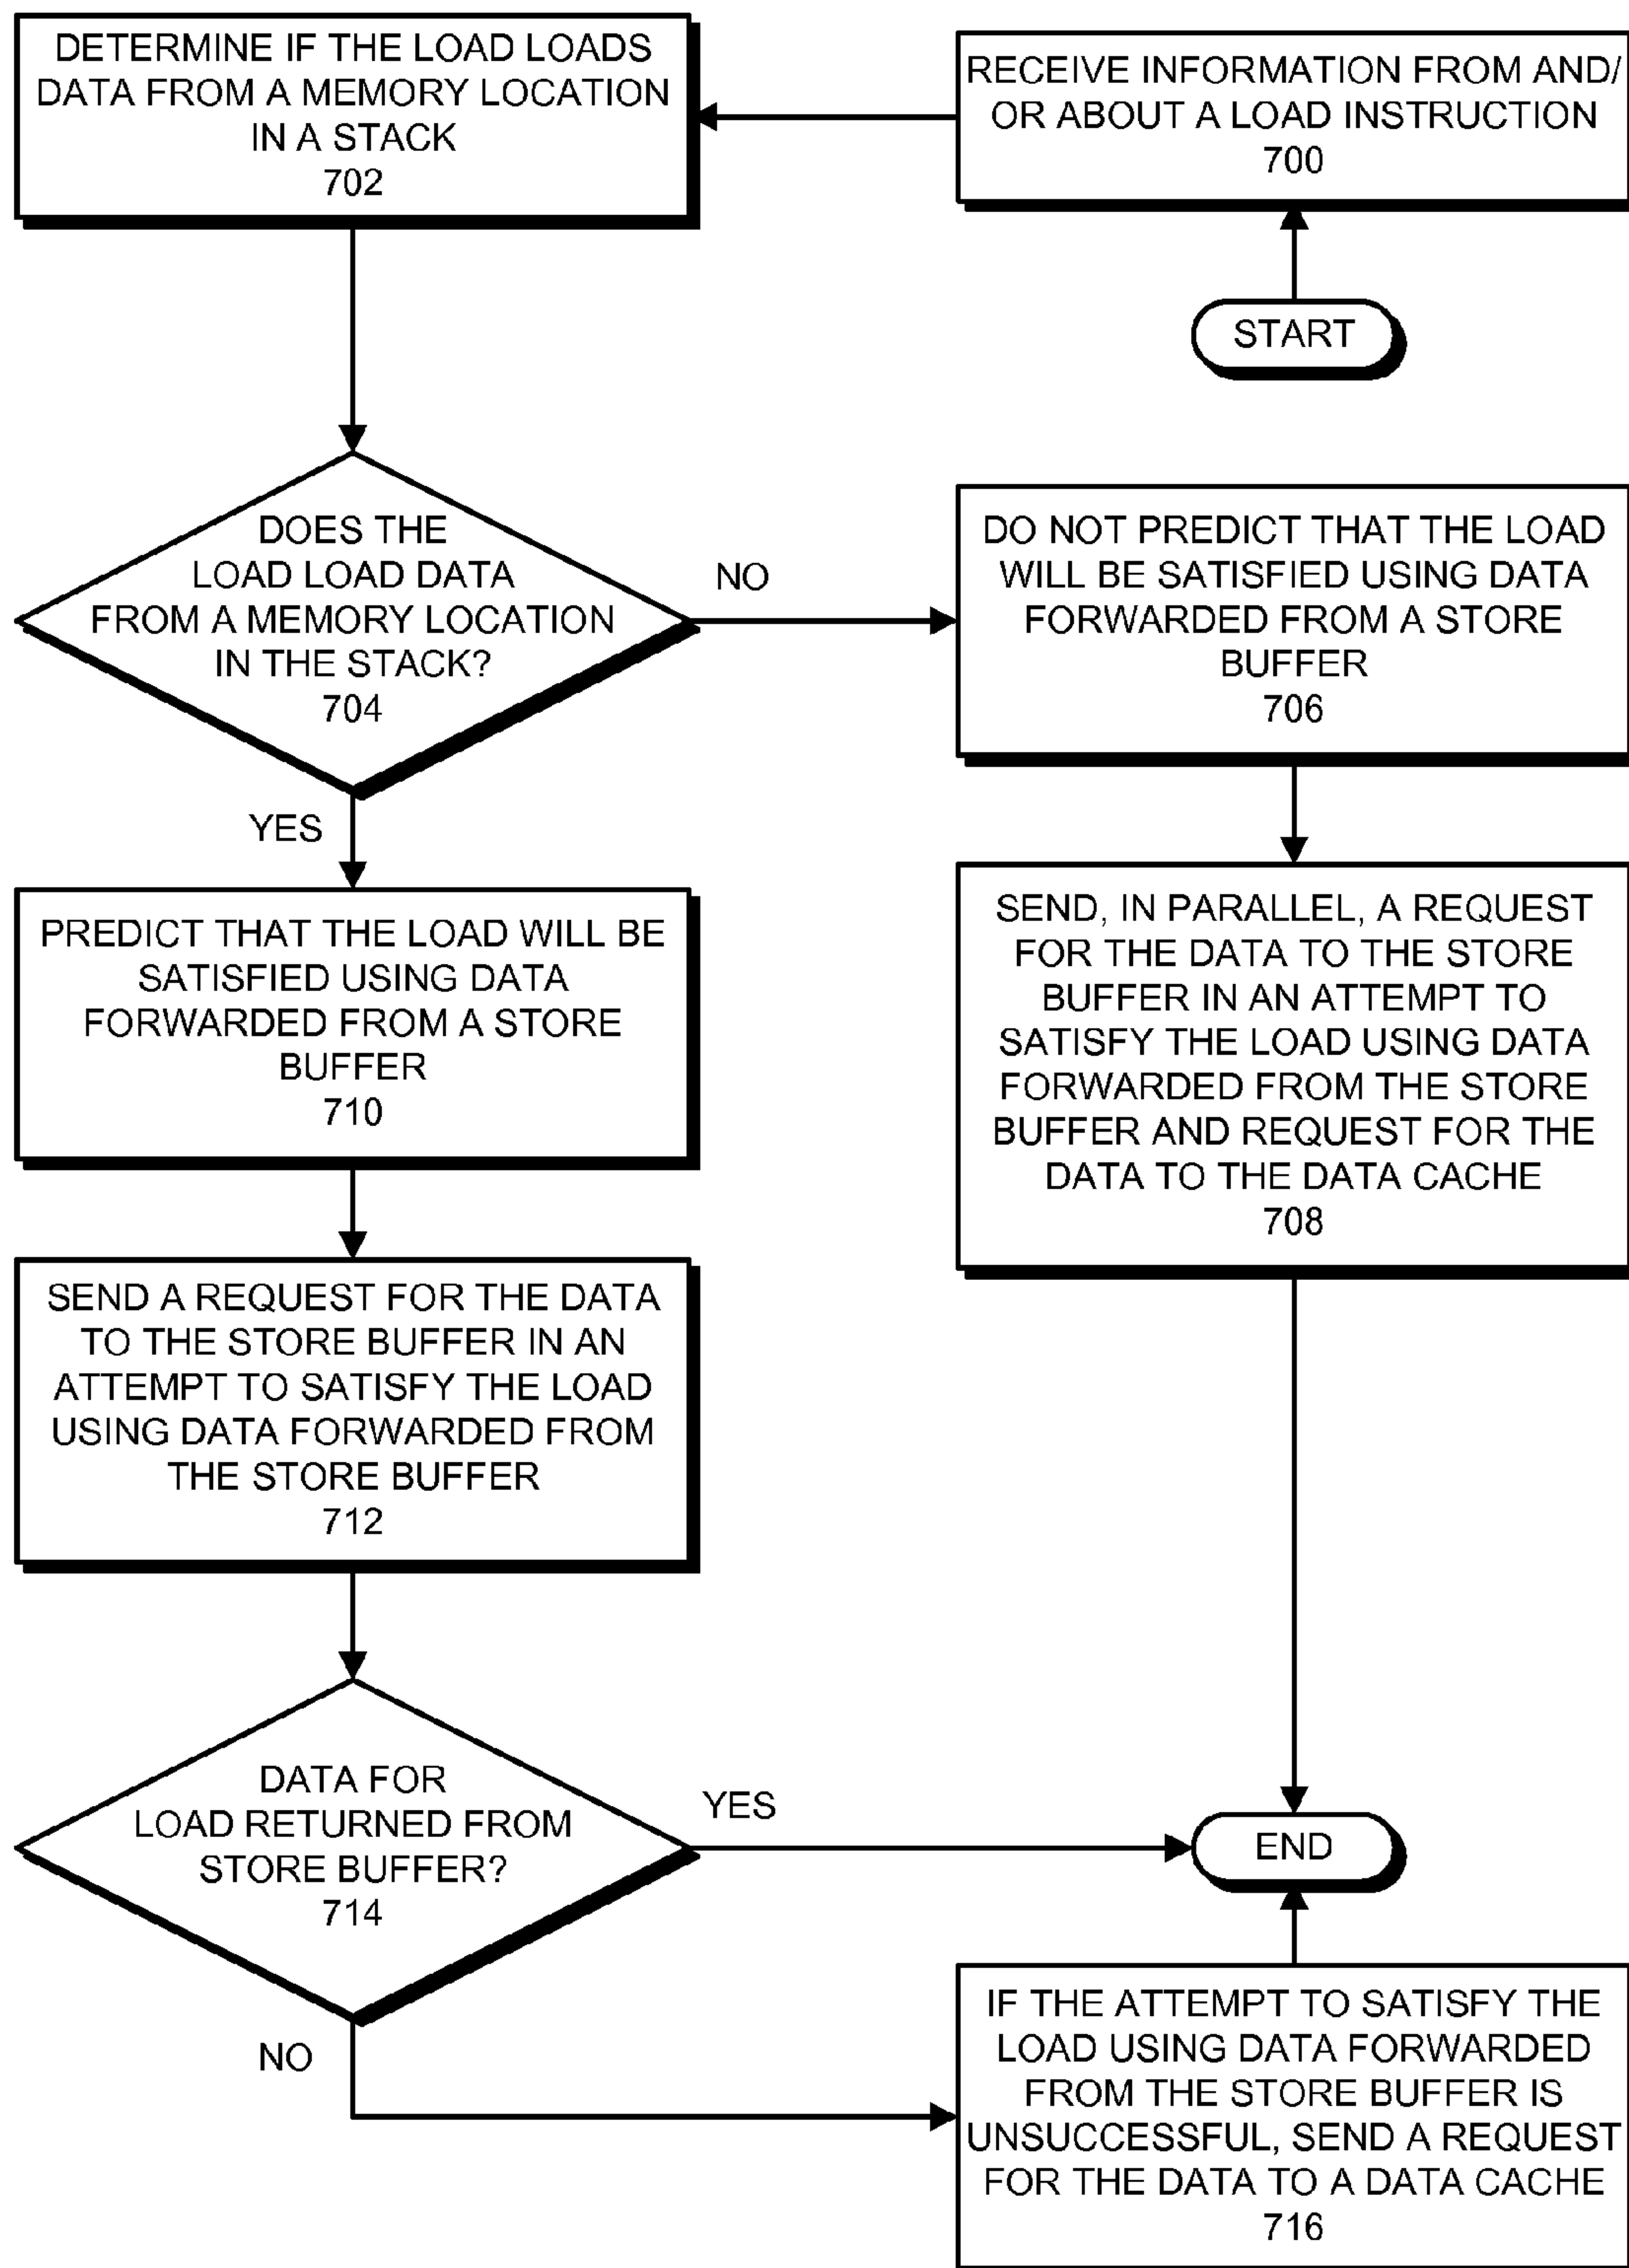 DETERMINE IF THE LOAD LOADS
DATA FROM A MEMORY LOCATION
IN A STACK
702
RECEIVE INFORMATION FROM AND/
OR ABOUT A LOAD INSTRUCTION
700
START
DOES THE
LOAD LOAD DATA
FROM A MEMORY LOCATION
IN THE STACK?
704
NO
DO NOT PREDICT THAT THE LOAD
WILL BE SATISFIED USING DATA
FORWARDED FROM A STORE
BUFFER
706
YES
PREDICT THAT THE LOAD WILL BE
SATISFIED USING DATA
FORWARDED FROM A STORE
BUFFER
710
SEND, IN PARALLEL, A REQUEST
FOR THE DATA TO THE STORE
BUFFER IN AN ATTEMPT TO
SATISFY THE LOAD USING DATA
FORWARDED FROM THE STORE
BUFFER AND REQUEST FOR THE
DATA TO THE DATA CACHE
708
SEND A REQUEST FOR THE DATA
TO THE STORE BUFFER IN AN
ATTEMPT TO SATISFY THE LOAD
USING DATA FORWARDED FROM
THE STORE BUFFER
712
DATA FOR
LOAD RETURNED FROM
STORE BUFFER?
714
YES
END
NO
IF THE ATTEMPT TO SATISFY THE
LOAD USING DATA FORWARDED
FROM THE STORE BUFFER IS
UNSUCCESSFUL, SEND A REQUEST
FOR THE DATA TO A DATA CACHE
716